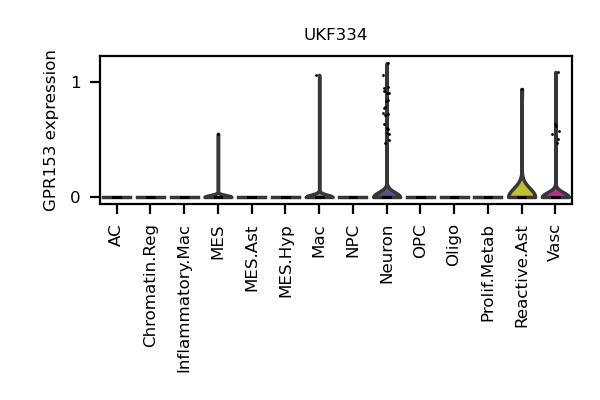 UKF334
GPR153 expression
1
0
AC
Chromatin.Reg
Inflammatory.Mac
MES
MES.Ast
MES.Hyp
Mac
NPC
Neuron
OPC
Oligo
Prolif.Metab
Reactive.Ast
Vasc